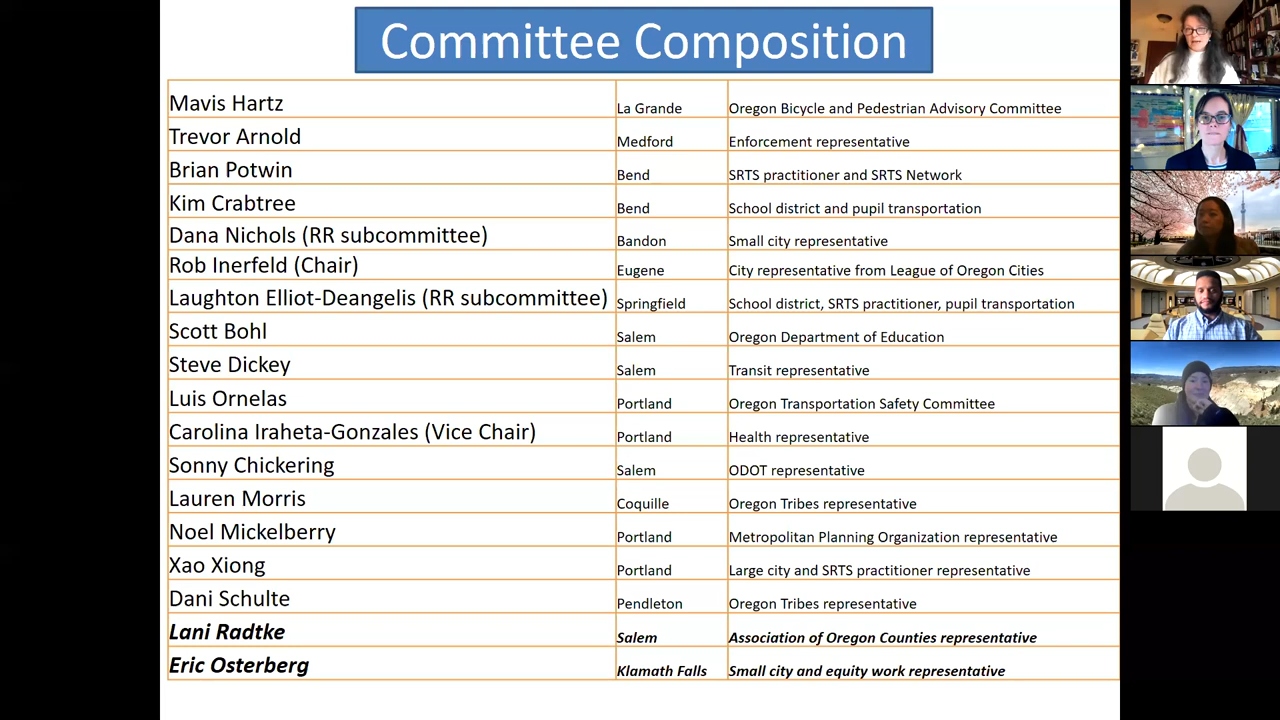 Committee Composition
Mavis Hartz La Grande Oregon Bicycle and Pedestrian Advisory Committee
Trevor Arnold Medford Enforcement representative
Brian Potwin Bend SRTS practitioner and SRTS Network
Kim Crabtree Bend School district and pupil transportation
Dana Nichols (RR subcommittee) Bandon Small city representative
Rob Inerfeld (Chair) Eugene City representative from League of Oregon Cities
Laughton Elliot-Deangelis (RR subcommittee) Springfield School district, SRTS practitioner, pupil transportation
Scott Bohl Salem Oregon Department of Education
Steve Dickey Salem Transit representative
Luis Ornelas Portland Oregon Transportation Safety Committee
Carolina Iraheta-Gonzales (Vice Chair) Portland Health representative
Sonny Chickering Salem ODOT representative
Lauren Morris Coquille Oregon Tribes representative
Noel Mickelberry Portland Metropolitan Planning Organization representative
Xao Xiong Portland Large city and SRTS practitioner representative
Dani Schulte Pendleton Oregon Tribes representative
Lani Radtke Salem Association of Oregon Counties representative
Eric Osterberg Klamath Falls Small city and equity work representative